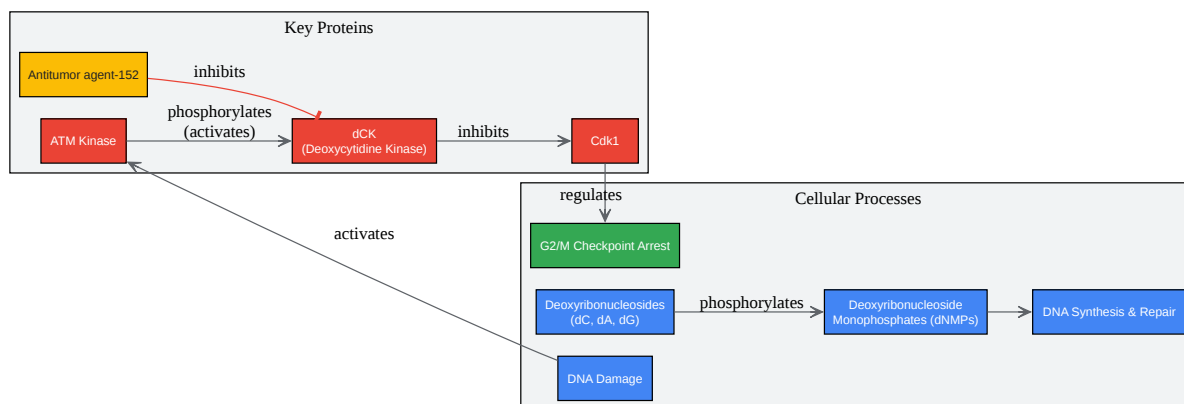 Key Proteins
Antitumor agent-152
inhibits
phosphorylates
(activates)
ATM Kinase
dCK
(Deoxycytidine Kinase)
inhibits
Cdk1
regulates
Cellular Processes
activates
G2/M Checkpoint Arrest
Deoxyribonucleosides
(dC, dA, dG)
phosphorylates
Deoxyribonucleoside
Monophosphates (dNMPs)
DNA Synthesis & Repair
DNA Damage